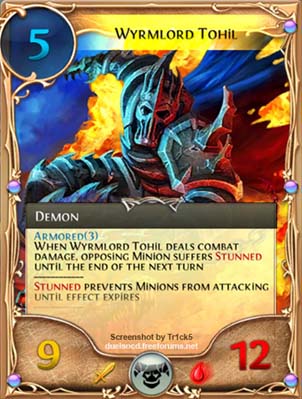 5
Wyrmlord Tohil
Demon
Armored(3)
When Wyrmlord Tohil deals combat
damage, opposing Minion suffers Stunned
until the end of the next turn
Stunned prevents Minions from attacking
until effect expires
Screenshot by Tr1ck5
duelsncd.freeforums.net
9
12